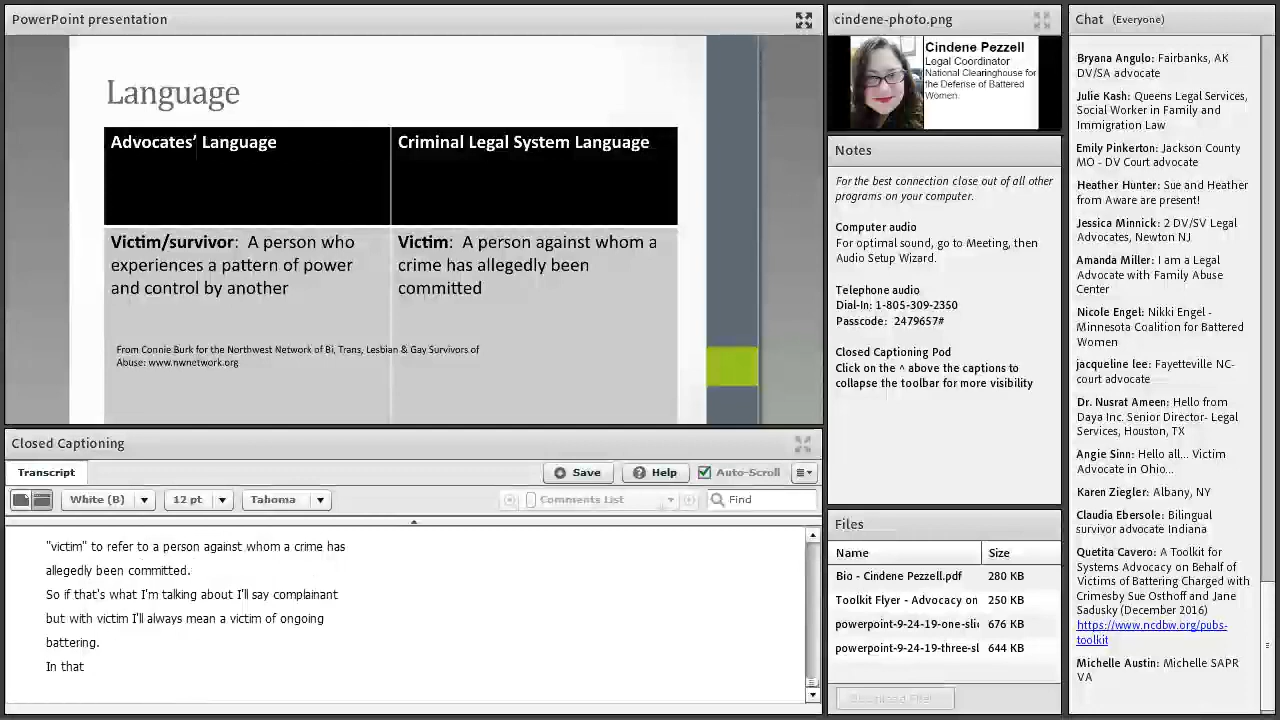 PowerPoint presentation
Language
Advocates’ Language
Criminal Legal System Language
Victim/survivor: A person who
experiences a pattern of power
and control by another
Victim: A person against whom a
crime has allegedly been
committed
From Connie Burk for the Northwest Network of Bi, Trans, Lesbian & Gay Survivors of
Abuse: www.nwnetwork.org
Closed Captioning
Transcript
Save
Help
Auto-Scroll
White (B)
12 pt
Tahoma
Comments List
Find
"victim" to refer to a person against whom a crime has
allegedly been committed.
So if that's what I'm talking about I'll say complainant
but with victim I'll always mean a victim of ongoing
battering.
In that
cindene-photo.png
Cindene Pezzell
Legal Coordinator
National Clearinghouse for
the Defense of Battered
Women.
Notes
For the best connection close out of all other
programs on your computer.
Computer audio
For optimal sound, go to Meeting, then
Audio Setup Wizard.
Telephone audio
Dial-In: 1-805-309-2350
Passcode: 2479657#
Closed Captioning Pod
Click on the ^ above the captions to
collapse the toolbar for more visibility
Files
Name Size
Bio - Cindene Pezzell.pdf 280 KB
Toolkit Flyer - Advocacy on 250 KB
powerpoint-9-24-19-one-sli 676 KB
powerpoint-9-24-19-three-sl 644 KB
Download File(s)
Chat (Everyone)
Bryana Angulo: Fairbanks, AK
DV/SA advocate
Julie Kash: Queens Legal Services,
Social Worker in Family and
Immigration Law
Emily Pinkerton: Jackson County
MO - DV Court advocate
Heather Hunter: Sue and Heather
from Aware are present!
Jessica Minnick: 2 DV/SV Legal
Advocates, Newton NJ
Amanda Miller: I am a Legal
Advocate with Family Abuse
Center
Nicole Engel: Nikki Engel -
Minnesota Coalition for Battered
Women
jacqueline lee: Fayetteville NC-
court advocate
Dr. Nusrat Ameen: Hello from
Daya Inc. Senior Director- Legal
Services, Houston, TX
Angie Sinn: Hello all... Victim
Advocate in Ohio...
Karen Ziegler: Albany, NY
Claudia Ebersole: Bilingual
survivor advocate Indiana
Quetita Cavero: A Toolkit for
Systems Advocacy on Behalf of
Victims of Battering Charged with
Crimesby Sue Osthoff and Jane
Sadusky (December 2016)
https://www.ncdbw.org/pubs-
toolkit
Michelle Austin: Michelle SAPR
VA